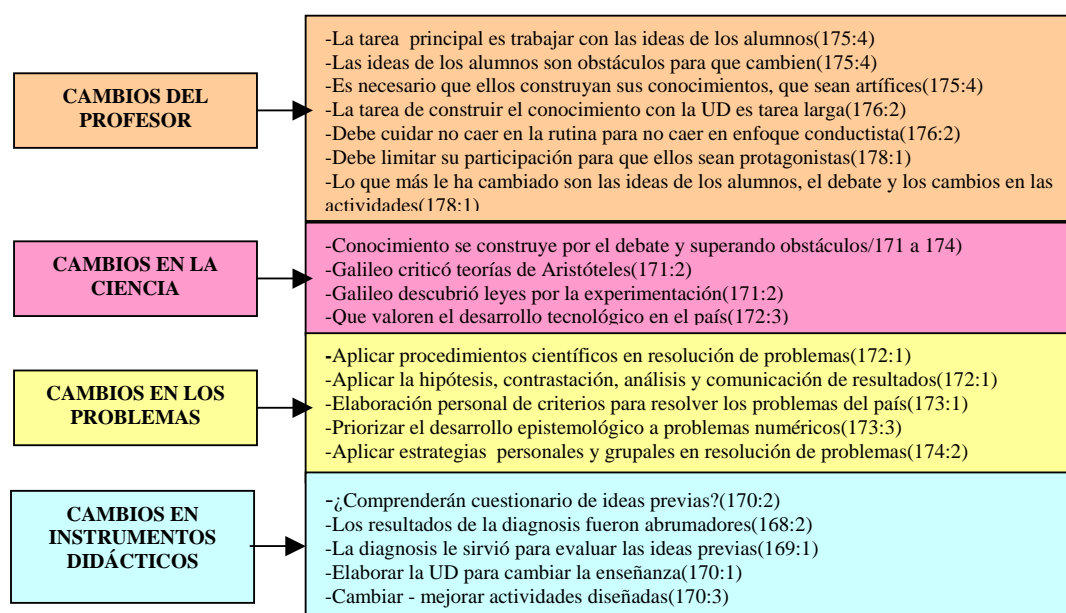 CAMBIOS DEL
PROFESOR
-La tarea  principal es trabajar con las ideas de los alumnos(175:4)
-Las ideas de los alumnos son obstáculos para que cambien(175:4)
-Es necesario que ellos construyan sus conocimientos, que sean artífices(175:4)
-La tarea de construir el conocimiento con la UD es tarea larga(176:2)
-Debe cuidar no caer en la rutina para no caer en enfoque conductista(176:2)
-Debe limitar su participación para que ellos sean protagonistas(178:1)
-Lo que más le ha cambiado son las ideas de los alumnos, el debate y los cambios en las
actividades(178:1)
CAMBIOS EN LA
CIENCIA
-Conocimiento se construye por el debate y superando obstáculos/171 a 174)
-Galileo criticó teorías de Aristóteles(171:2)
-Galileo descubrió leyes por la experimentación(171:2)
-Que valoren el desarrollo tecnológico en el país(172:3)
CAMBIOS EN LOS
PROBLEMAS
-Aplicar procedimientos científicos en resolución de problemas(172:1)
-Aplicar la hipótesis, contrastación, análisis y comunicación de resultados(172:1)
-Elaboración personal de criterios para resolver los problemas del país(173:1)
-Priorizar el desarrollo epistemológico a problemas numéricos(173:3)
-Aplicar estrategias  personales y grupales en resolución de problemas(174:2)
CAMBIOS EN
INSTRUMENTOS
DIDÁCTICOS
-¿Comprenderán cuestionario de ideas previas?(170:2)
-Los resultados de la diagnosis fueron abrumadores(168:2)
-La diagnosis le sirvió para evaluar las ideas previas(169:1)
-Elaborar la UD para cambiar la enseñanza(170:1)
-Cambiar - mejorar actividades diseñadas(170:3)